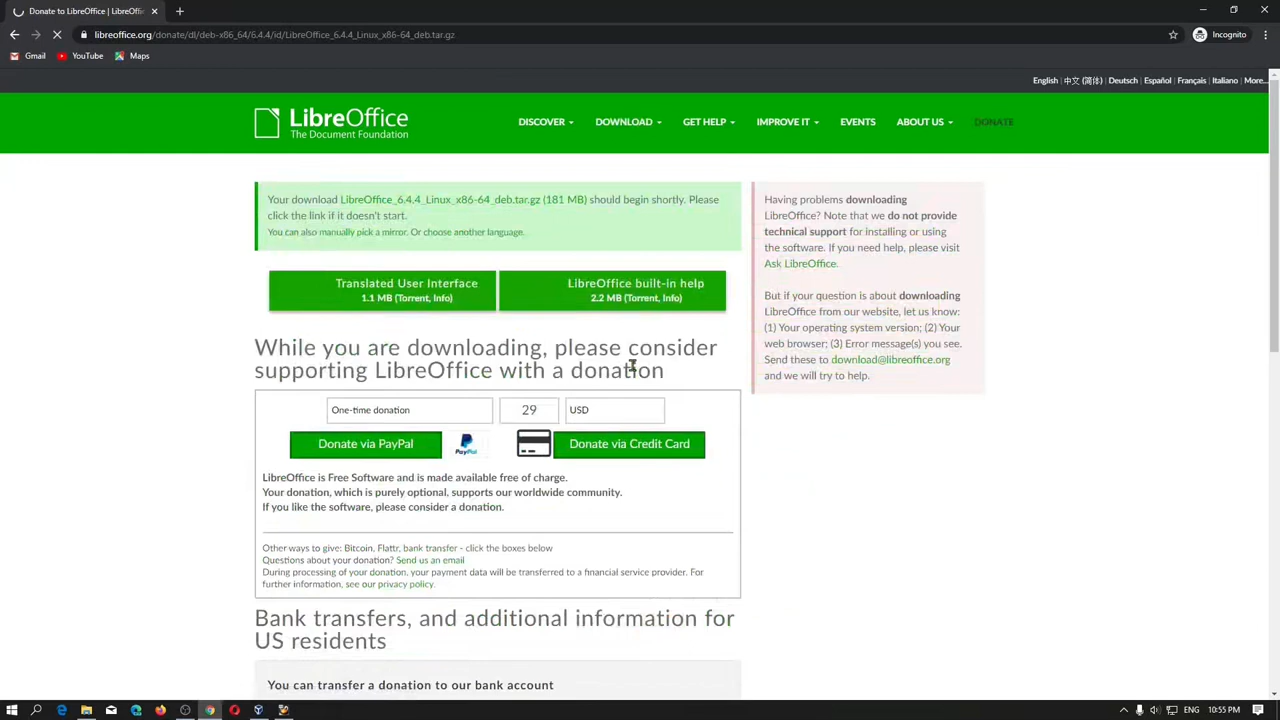 Donate to LibreOffice | LibreOffi
libreoffice.org/donate/dl/deb-x86_64/6.4.4/id/LibreOffice_6.4.4_Linux_x86-64_deb.tar.gz
Incognito
Gmail
YouTube
Maps
English | 中文 (简体) | Deutsch | Español | Français | Italiano | More...
LibreOffice
The Document Foundation
DISCOVER
DOWNLOAD
GET HELP
IMPROVE IT
EVENTS
ABOUT US
DONATE
Your download LibreOffice_6.4.4_Linux_x86-64_deb.tar.gz (181 MB) should begin shortly. Please
click the link if it doesn't start.
You can also manually pick a mirror. Or choose another language.
Translated User Interface
1.1 MB (Torrent, Info)
LibreOffice built-in help
2.2 MB (Torrent, Info)
While you are downloading, please consider
supporting LibreOffice with a donation
One-time donation
29
USD
Donate via PayPal
PayPal
Donate via Credit Card
LibreOffice is Free Software and is made available free of charge.
Your donation, which is purely optional, supports our worldwide community.
If you like the software, please consider a donation.
Other ways to give: Bitcoin, Flattr, bank transfer - click the boxes below
Questions about your donation? Send us an email
During processing of your donation, your payment data will be transferred to a financial service provider. For
further information, see our privacy policy.
Bank transfers, and additional information for
US residents
You can transfer a donation to our bank account
Having problems downloading
LibreOffice? Note that we do not provide
technical support for installing or using
the software. If you need help, please visit
Ask LibreOffice.
But if your question is about downloading
LibreOffice from our website, let us know:
(1) Your operating system version; (2) Your
web browser; (3) Error message(s) you see.
Send these to download@libreoffice.org
and we will try to help.
ENG
10:55 PM